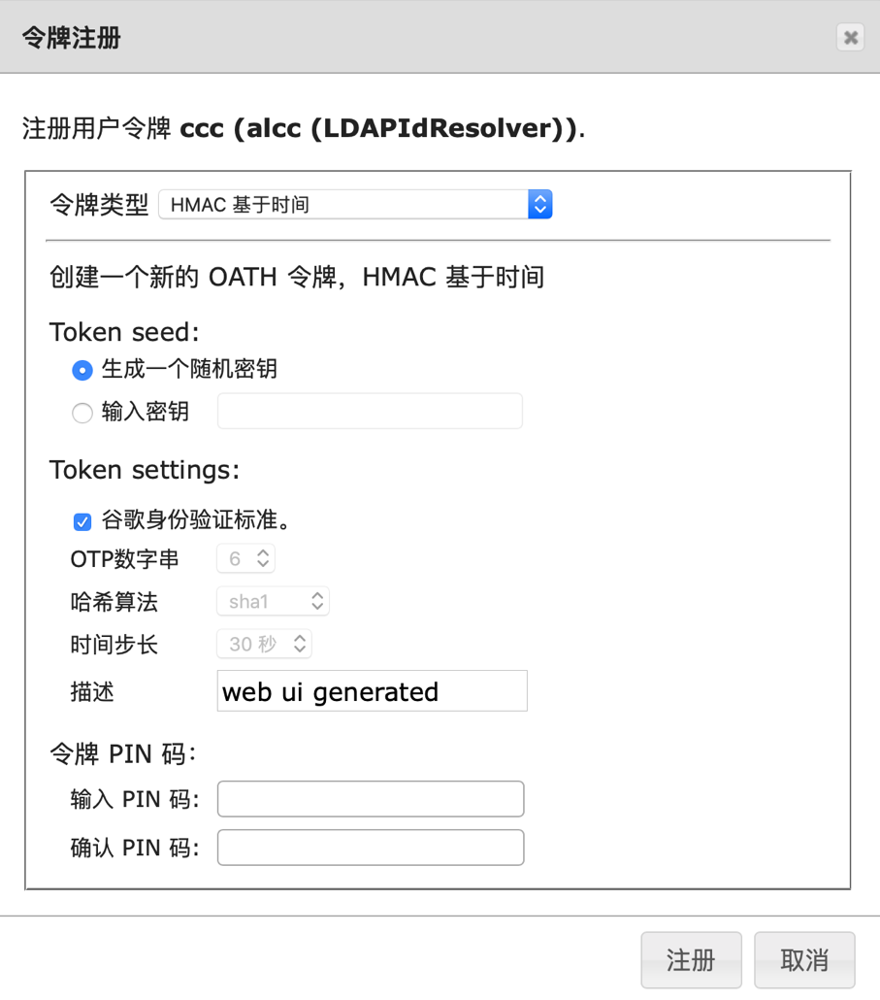 令牌注册
注册用户令牌 ccc (alcc (LDAPIdResolver)).
令牌类型 HMAC 基于时间
创建一个新的 OATH 令牌，HMAC 基于时间
Token seed:
生成一个随机密钥
输入密钥
Token settings:
谷歌身份验证标准。
OTP数字串 6
哈希算法 sha1
时间步长 30 秒
描述 web ui generated
令牌 PIN 码：
输入 PIN 码:
确认 PIN 码:
注册 取消